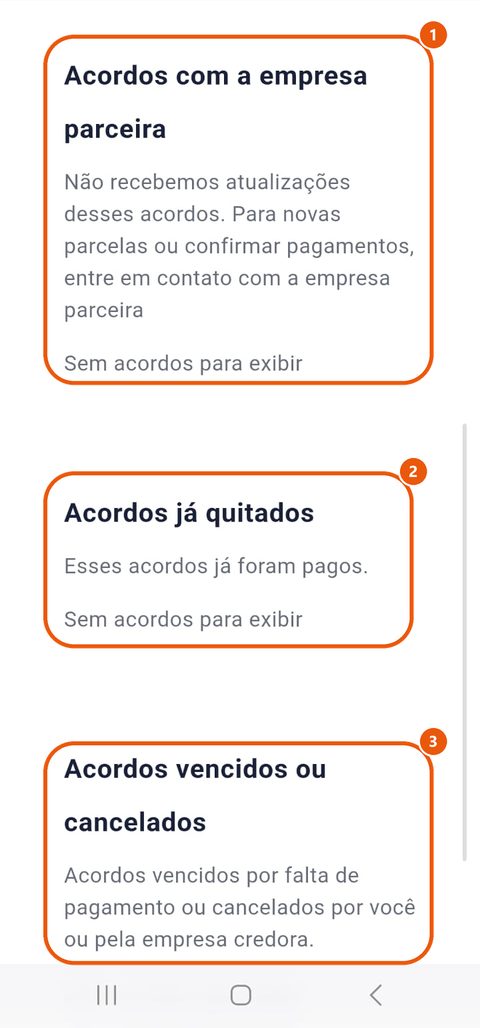 1
Acordos com a empresa
parceira
Não recebemos atualizações
desses acordos. Para novas
parcelas ou confirmar pagamentos,
entre em contato com a empresa
parceira
Sem acordos para exibir
2
Acordos já quitados
Esses acordos já foram pagos.
Sem acordos para exibir
3
Acordos vencidos ou
cancelados
Acordos vencidos por falta de
pagamento ou cancelados por você
ou pela empresa credora.